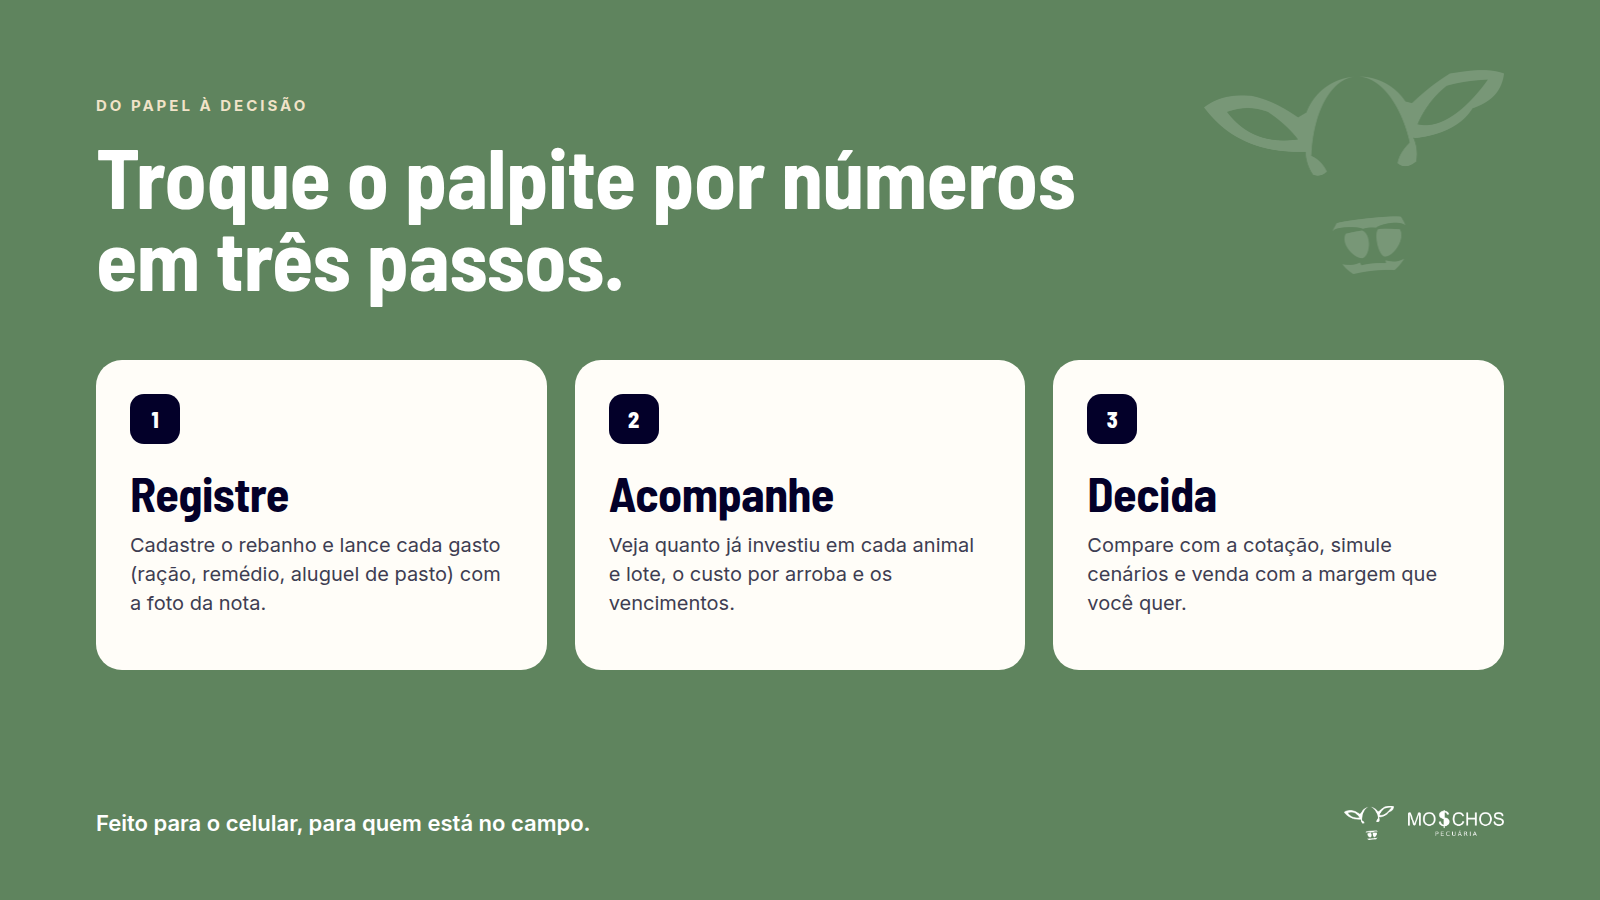 DO PAPEL À DECISÃO
Troque o palpite por números
em três passos.
1
Registre
Cadastre o rebanho e lance cada gasto
(ração, remédio, aluguel de pasto) com
a foto da nota.
2
Acompanhe
Veja quanto já investiu em cada animal
e lote, o custo por arroba e os
vencimentos.
3
Decida
Compare com a cotação, simule
cenários e venda com a margem que
você quer.
Feito para o celular, para quem está no campo.
MO$CHOS
PECUÁRIA